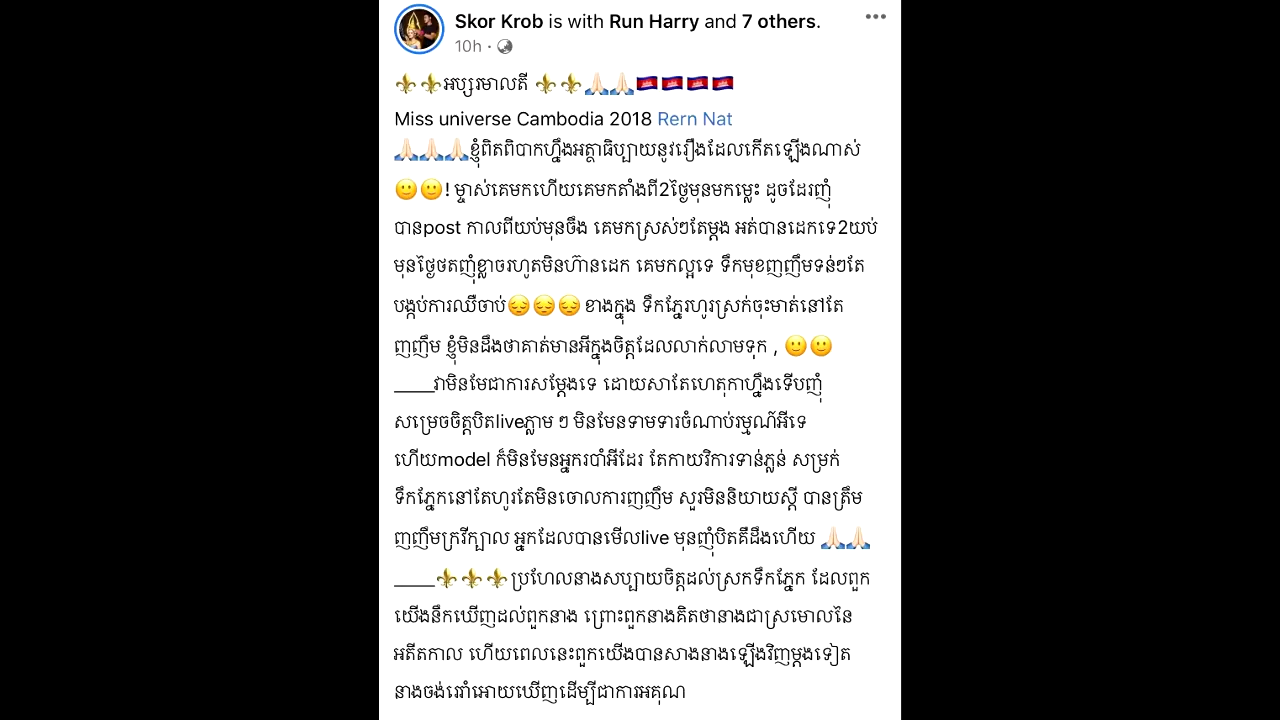 Skor Krob is with Run Harry and 7 others.
10h ·
⚜️⚜️អប្សរមាលតី ⚜️⚜️🙏🏻🙏🏻🇰🇭🇰🇭🇰🇭🇰🇭
Miss universe Cambodia 2018 Rern Nat
🙏🏻🙏🏻🙏🏻ខ្ញុំពិតពិបាកហ្នឹងអត្ថាធិប្បាយនូវរឿងដែលកើតឡើងណាស់
🙂🙂! ម្ចាស់គេមកហើយគេមកតាំងពី2ថ្ងៃមុនមកម្លេះ ដូចដែរញុំ
បានpost កាលពីយប់មុនចឹង គេមកស្រស់ៗតែម្ដង អត់បានដេកទេ2យប់
មុនថ្ងៃថតញុំខ្លាចរហូតមិនហ៊ានដេក គេមកល្អទេ ទឹកមុខញញឹមទន់ៗតែ
បង្កប់ការឈឺចាប់😔😔😔 ខាងក្នុង ទឹកភ្នែរហូរស្រក់ចុះមាត់នៅតែ
ញញឹម ខ្ញុំមិនដឹងថាគាត់មានអីក្នុងចិត្តដែលលាក់លាមទុក , 🙂🙂
_____វាមិនមែជាការសម្ដែងទេ ដោយសាតែហេតុកាហ្នឹងទើបញុំ
សម្រេចចិត្តបិតliveភ្លាម ៗ មិនមែនទាមទារចំណាប់រម្មណ៍អីទេ
ហើយmodel ក៏មិនមែនអ្នករបាំអីដែរ តែកាយវិការទាន់ភ្លន់ សម្រក់
ទឹកភ្នែកនៅតែហូរតែមិនចោលការញញឹម សួរមិននិយាយស្ដី បានត្រឹម
ញញឹមក្រវីក្បាល អ្នកដែលបានមើលlive មុនញុំបិតគឺដឹងហើយ 🙏🏻🙏🏻
_____⚜️⚜️⚜️ប្រហែលនាងសប្បាយចិត្តដល់ស្រកទឹកភ្នែក ដែលពួក
យើងនឹកឃើញដល់ពួកនាង ព្រោះពួកនាងគិតថានាងជាស្រមោលនៃ
អតីតកាល ហើយពេលនេះពួកយើងបានសាងនាងឡើងវិញម្ដងទៀត
នាងចង់រេរាំអោយឃើញដើម្បីជាការអគុណ